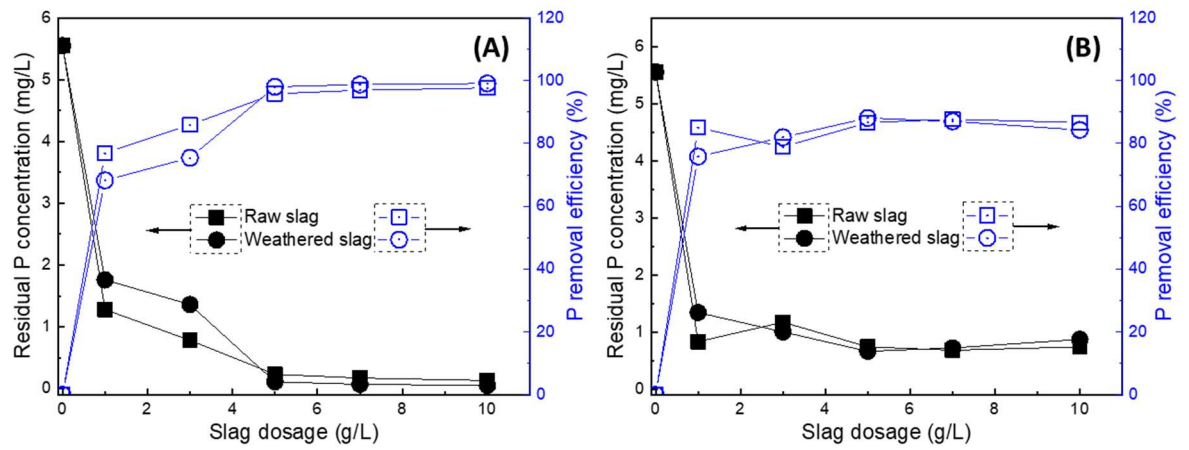 (A)
Residual P concentration (mg/L)
6
5
4
3
2
1
0
120
100
80
60
40
20
0
P removal efficiency (%)
Raw slag
Weathered slag
0 2 4 6 8 10
Slag dosage (g/L)
(B)
Residual P concentration (mg/L)
6
5
4
3
2
1
0
120
100
80
60
40
20
0
P removal efficiency (%)
Raw slag
Weathered slag
0 2 4 6 8 10
Slag dosage (g/L)